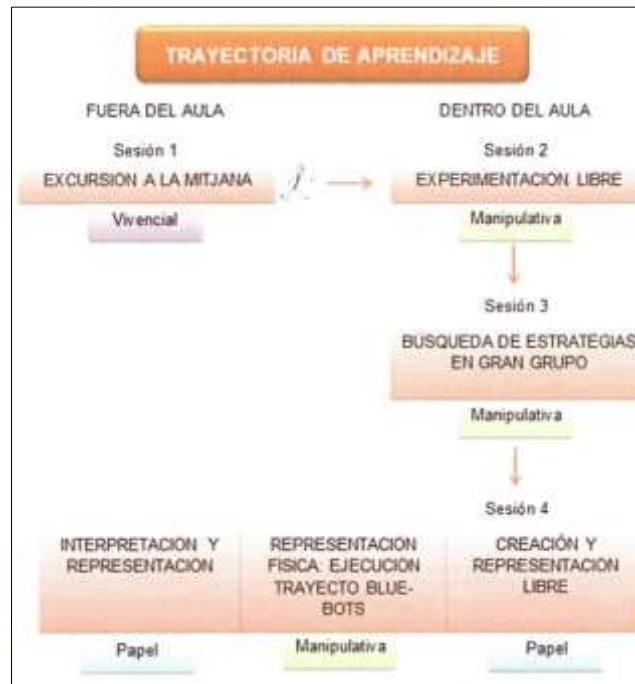 TRAYECTORIA DE APRENDIZAJE
FUERA DEL AULA
DENTRO DEL AULA
Sesión 1
Sesión 2
EXCURSION A LA MITJANA
EXPERIMENTACION LIBRE
Vivencial
Manipulativa
Sesión 3
BÚSQUEDA DE ESTRATEGIAS
EN GRAN GRUPO
Manipulativa
Sesión 4
INTERPRETACION Y
REPRESENTACION
REPRESENTACION
FISICA: EJECUCION
TRAYECTO BLUE-
BOTS
CREACIÓN Y
REPRESENTACION
LIBRE
Papel
Manipulativa
Papel